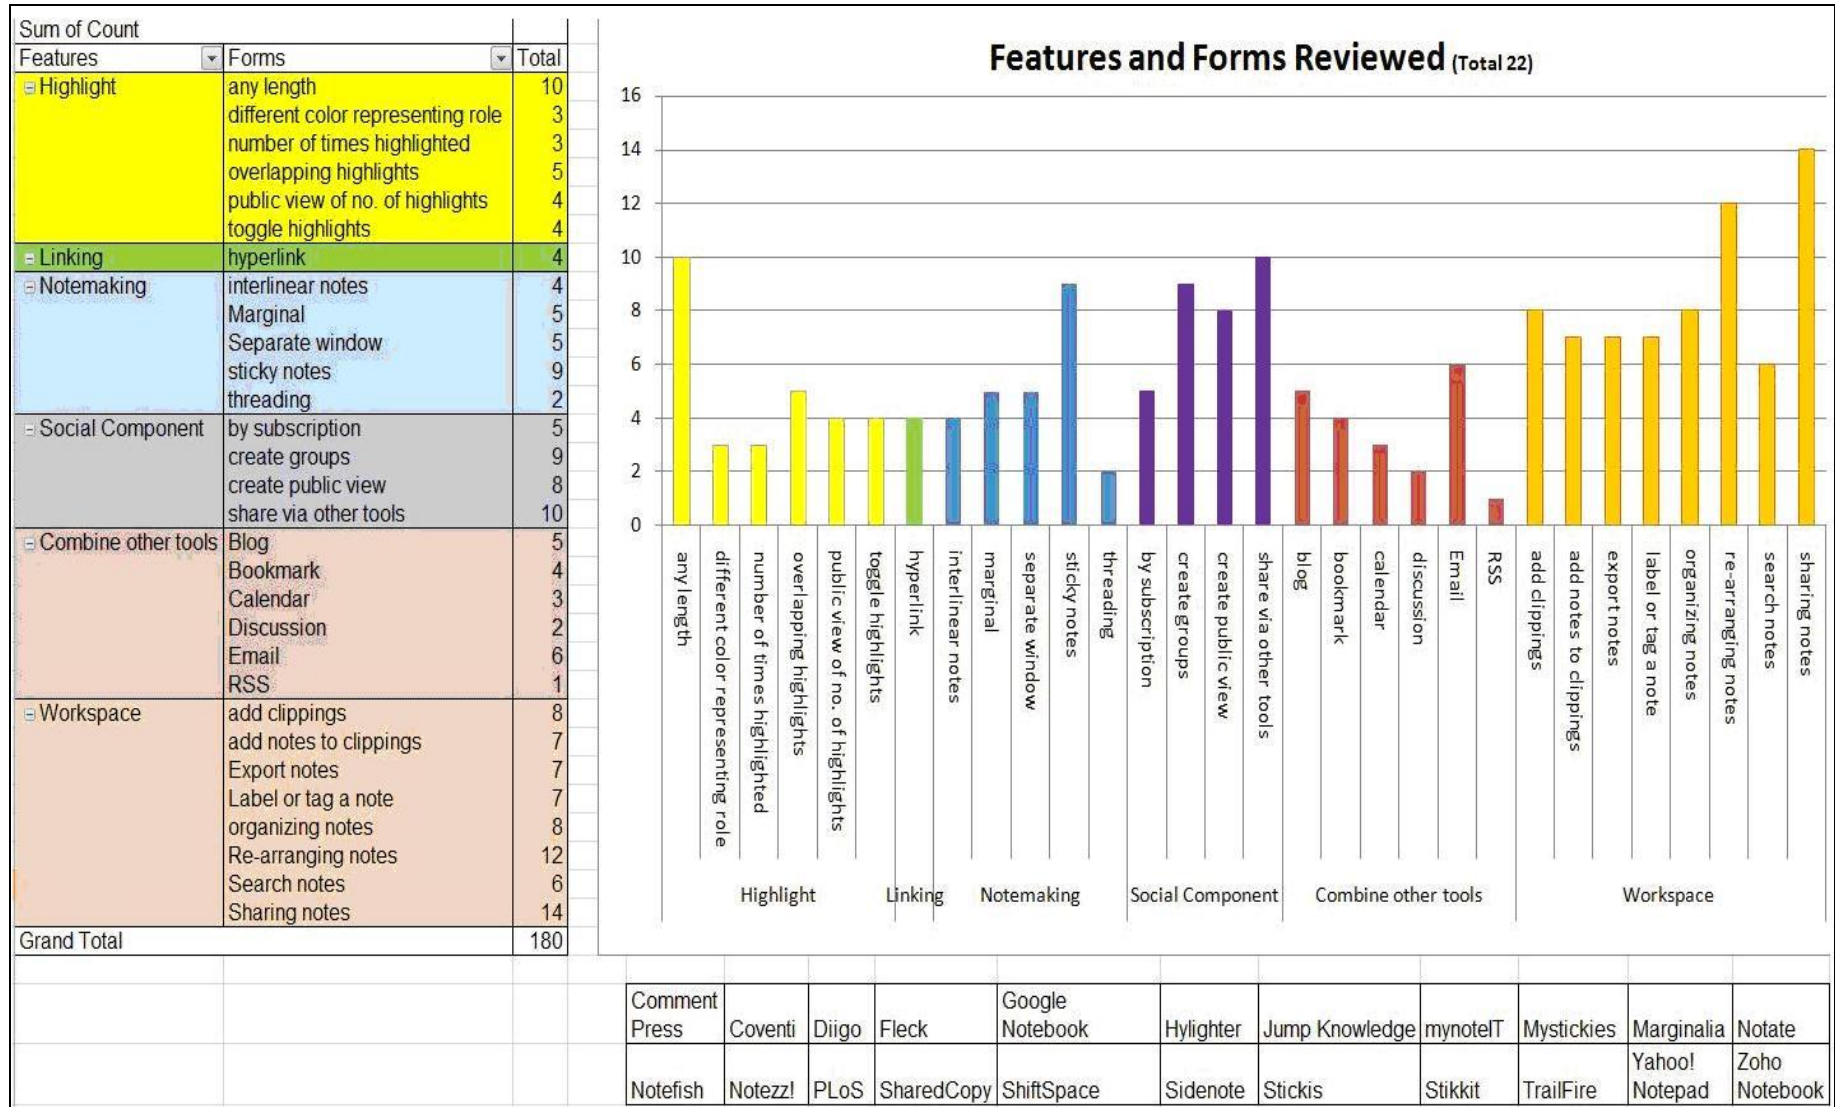 Sum of Count
Features Forms Total
Highlight any length 10
different color representing role 3
number of times highlighted 3
overlapping highlights 5
public view of no. of highlights 4
toggle highlights 4
Linking hyperlink 4
Notemaking interlinear notes 4
Marginal 5
Separate window 5
sticky notes 9
threading 2
Social Component by subscription 5
create groups 9
create public view 8
share via other tools 10
Combine other tools Blog 5
Bookmark 4
Calendar 3
Discussion 2
Email 6
RSS 1
Workspace add clippings 8
add notes to clippings 7
Export notes 7
Label or tag a note 7
organizing notes 8
Re-arranging notes 12
Search notes 6
Sharing notes 14
Grand Total 180
Features and Forms Reviewed (Total 22)
16
14
12
10
8
6
4
2
0
any length
different color representing role
number of times highlighted
overlapping highlights
public view of no. of highlights
toggle highlights
hyperlink
interlinear notes
marginal
separate window
sticky notes
threading
by subscription
create groups
create public view
share via other tools
blog
bookmark
calendar
discussion
Email
RSS
add clippings
add notes to clippings
export notes
label or tag a note
organizing notes
re-arranging notes
search notes
sharing notes
Highlight Linking Notemaking Social Component Combine other tools Workspace
Comment Press Coventi Diigo Fleck Google Notebook Hylighter Jump Knowledge mynoteIT Mystickies Marginalia Notate
Notefish Notezz! PLoS SharedCopy ShiftSpace Sidenote Stickis Stikkit TrailFire Yahoo! Notepad Zoho Notebook